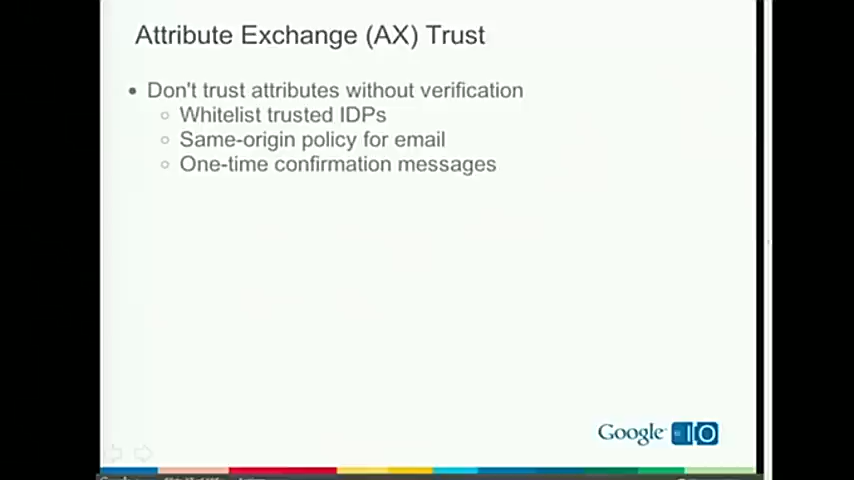 Attribute Exchange (AX) Trust
• Don't trust attributes without verification
○ Whitelist trusted IDPs
○ Same-origin policy for email
○ One-time confirmation messages
Google IO